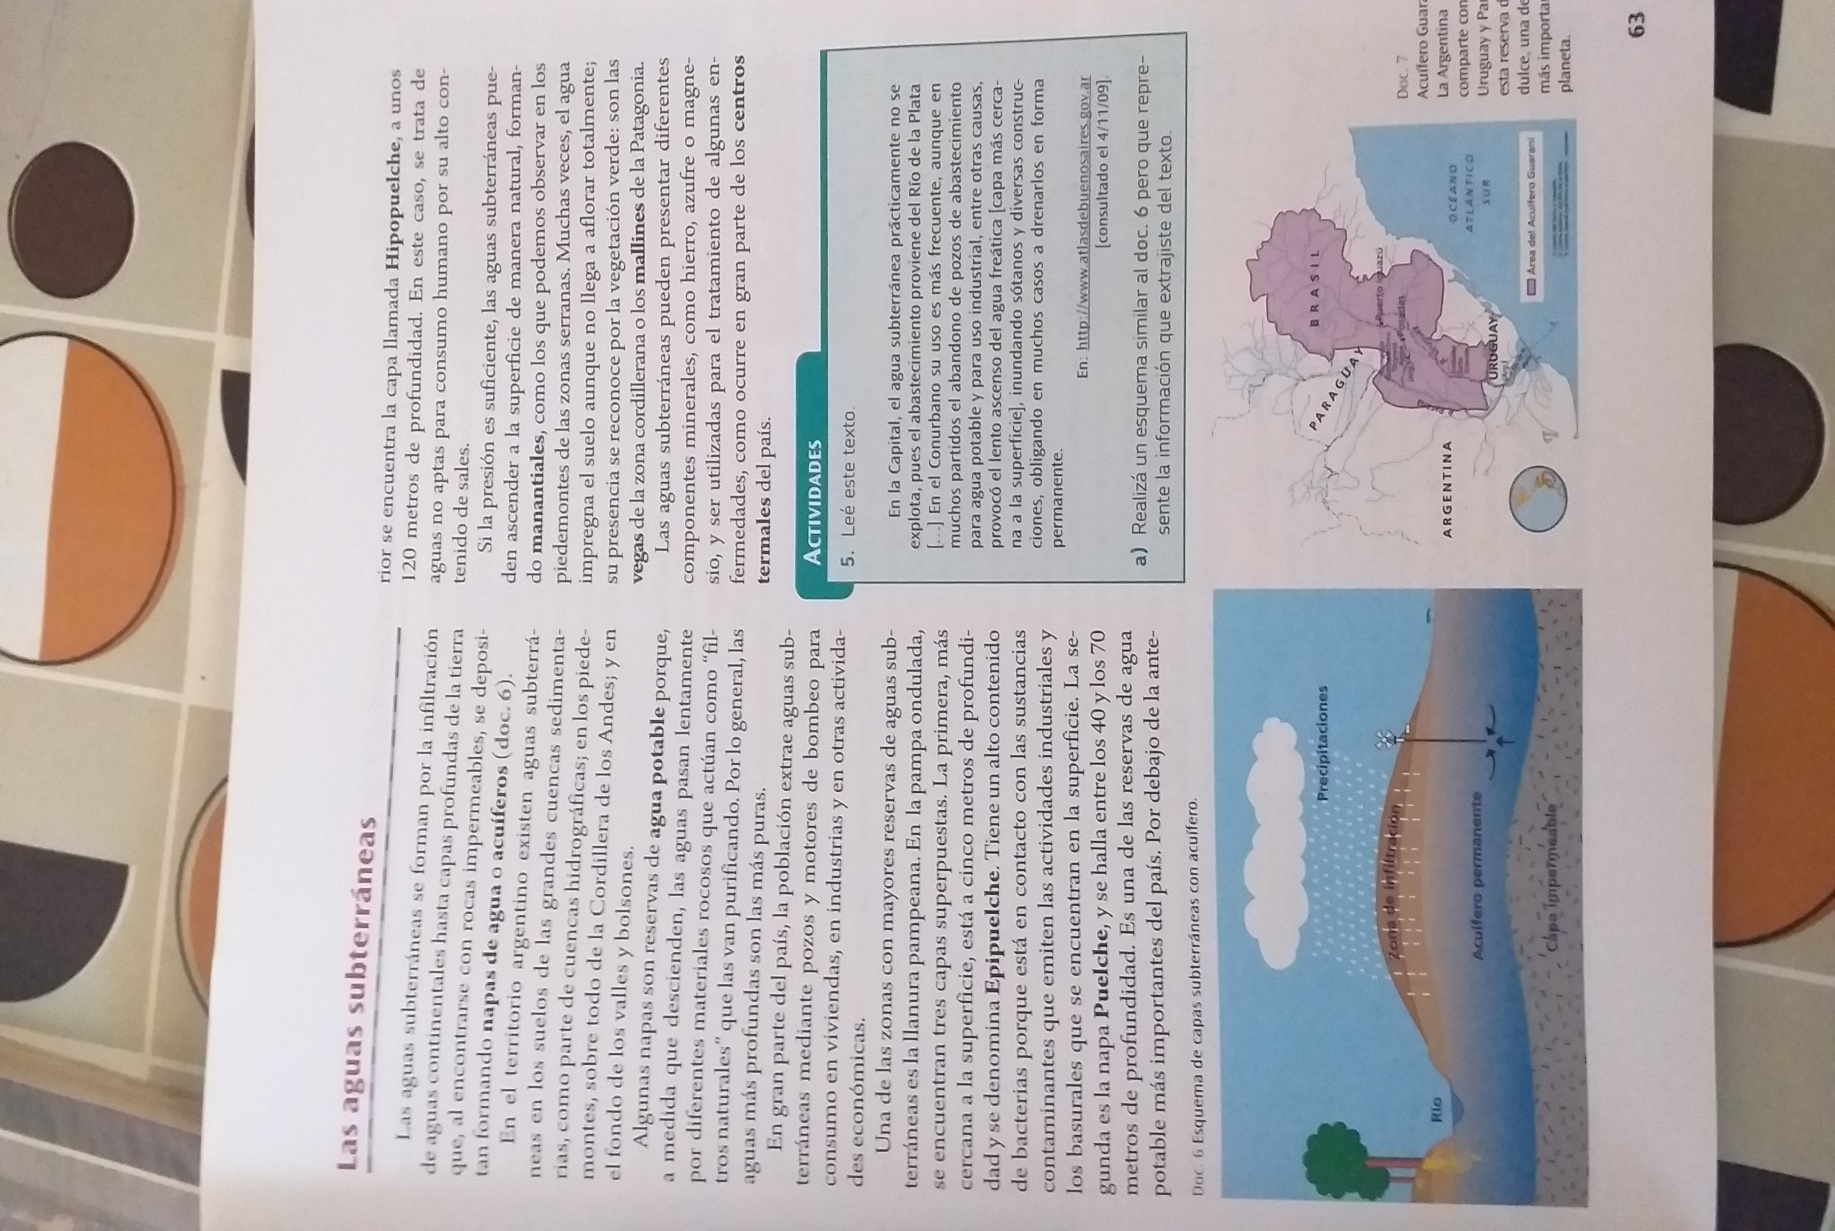 Las aguas subterráneas
Las aguas subterráneas se forman por la infiltración
de aguas continentales hasta capas profundas de la tierra
que, al encontrarse con rocas impermeables, se deposi-
tan formando napas de agua o acuíferos (doc. 6).
En el territorio argentino existen aguas subterrá-
neas en los suelos de las grandes cuencas sedimenta-
rias, como parte de cuencas hidrográficas; en los piede-
montes, sobre todo de la Cordillera de los Andes; y en
el fondo de los valles y bolsones.
Algunas napas son reservas de agua potable porque,
a medida que descienden, las aguas pasan lentamente
por diferentes materiales rocosos que actúan como “fil-
tros naturales” que las van purificando. Por lo general, las
aguas más profundas son las más puras.
En gran parte del país, la población extrae aguas sub-
terráneas mediante pozos y motores de bombeo para
consumo en viviendas, en industrias y en otras activida-
des económicas.
Una de las zonas con mayores reservas de aguas sub-
terráneas es la llanura pampeana. En la pampa ondulada,
se encuentran tres capas superpuestas. La primera, más
cercana a la superficie, está a cinco metros de profundi-
dad y se denomina Epipuelche. Tiene un alto contenido
de bacterias porque está en contacto con las sustancias
contaminantes que emiten las actividades industriales y
los basurales que se encuentran en la superficie. La se-
gunda es la napa Puelche, y se halla entre los 40 y los 70
metros de profundidad. Es una de las reservas de agua
potable más importantes del país. Por debajo de la ante-
rior se encuentra la capa llamada Hipopuelche, a unos
120 metros de profundidad. En este caso, se trata de
aguas no aptas para consumo humano por su alto con-
tenido de sales.
Si la presión es suficiente, las aguas subterráneas pue-
den ascender a la superficie de manera natural, forman-
do manantiales, como los que podemos observar en los
piedemontes de las zonas serranas. Muchas veces, el agua
impregna el suelo aunque no llega a aflorar totalmente;
su presencia se reconoce por la vegetación verde: son las
vegas de la zona cordillerana o los mallines de la Patagonia.
Las aguas subterráneas pueden presentar diferentes
componentes minerales, como hierro, azufre o magne-
sio, y ser utilizadas para el tratamiento de algunas en-
fermedades, como ocurre en gran parte de los centros
termales del país.
ACTIVIDADES
5. Leé este texto.
En la Capital, el agua subterránea prácticamente no se
explota, pues el abastecimiento proviene del Río de la Plata
[...] En el Conurbano su uso es más frecuente, aunque en
muchos partidos el abandono de pozos de abastecimiento
para agua potable y para uso industrial, entre otras causas,
provocó el lento ascenso del agua freática [capa más cerca-
na a la superficie], inundando sótanos y diversas construc-
ciones, obligando en muchos casos a drenarlos en forma
permanente.
En: http://www.atlasdebuenosaires.gov.ar
[consultado el 4/11/09].
a) Realizá un esquema similar al doc. 6 pero que repre-
sente la información que extrajiste del texto.
Doc. 6 Esquema de capas subterráneas con acuífero.
Precipitaciones
Zona de infiltración
Río
Acuífero permanente
Capa impermeable
BRASIL
PARAGUAY
Puerto Iguazú
Posadas
URUGUAY
ARGENTINA
OCÉANO
ATLÁNTICO
SUR
Área del Acuífero Guaraní
Doc. 7
Acuífero Guar
La Argentina
comparte con
Uruguay y Par
esta reserva d
dulce, una de
más importa
planeta.
63